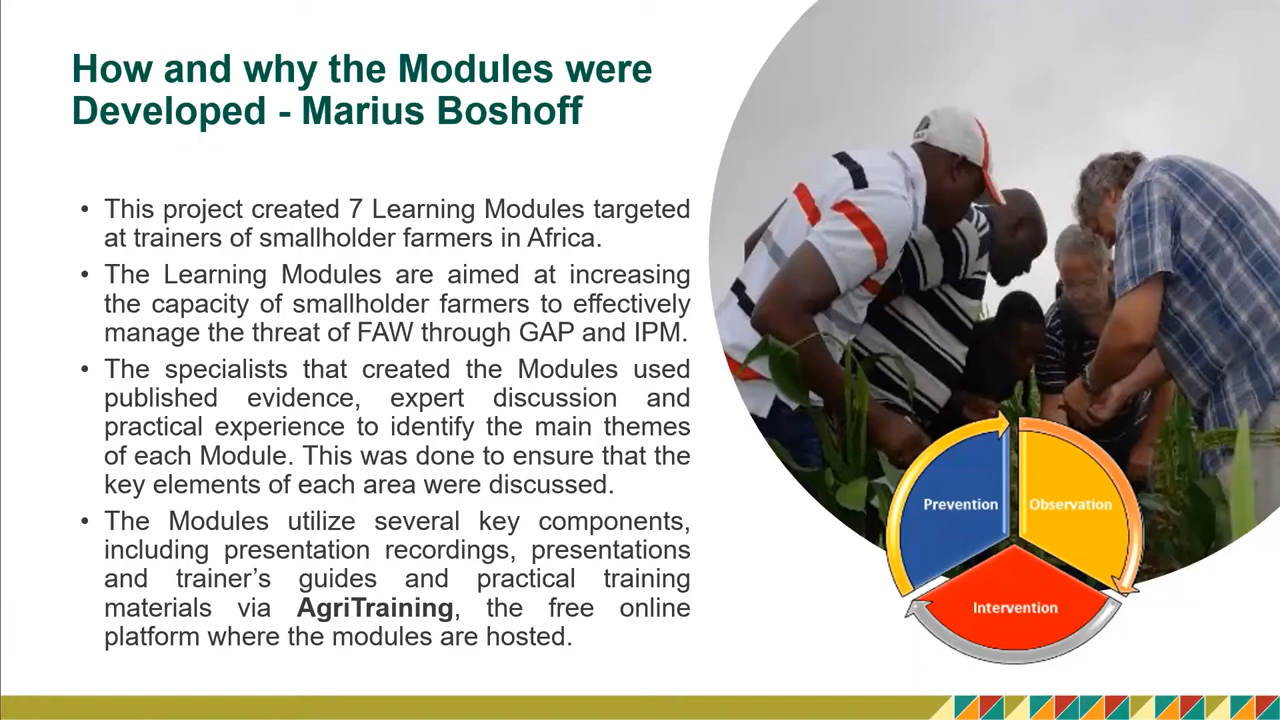 How and why the Modules were
Developed - Marius Boshoff
• This project created 7 Learning Modules targeted
at trainers of smallholder farmers in Africa.
• The Learning Modules are aimed at increasing
the capacity of smallholder farmers to effectively
manage the threat of FAW through GAP and IPM.
• The specialists that created the Modules used
published evidence, expert discussion and
practical experience to identify the main themes
of each Module. This was done to ensure that the
key elements of each area were discussed.
• The Modules utilize several key components,
including presentation recordings, presentations
and trainer’s guides and practical training
materials via AgriTraining, the free online
platform where the modules are hosted.
Prevention
Observation
Intervention